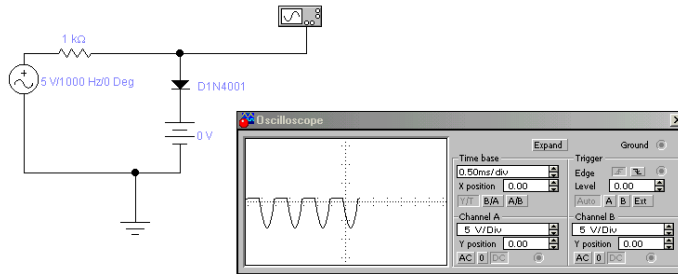 1 kΩ
5 V/1000 Hz/0 Deg
D1N4001
0 V
Oscilloscope
Expand
Ground
Time base
0.50ms/div
X position 0.00
Y/T B/A A/B
Trigger
Edge
Level 0.00
Auto A B Ext
Channel A
5 V/Div
Y position 0.00
AC 0 DC
Channel B
5 V/Div
Y position 0.00
AC 0 DC